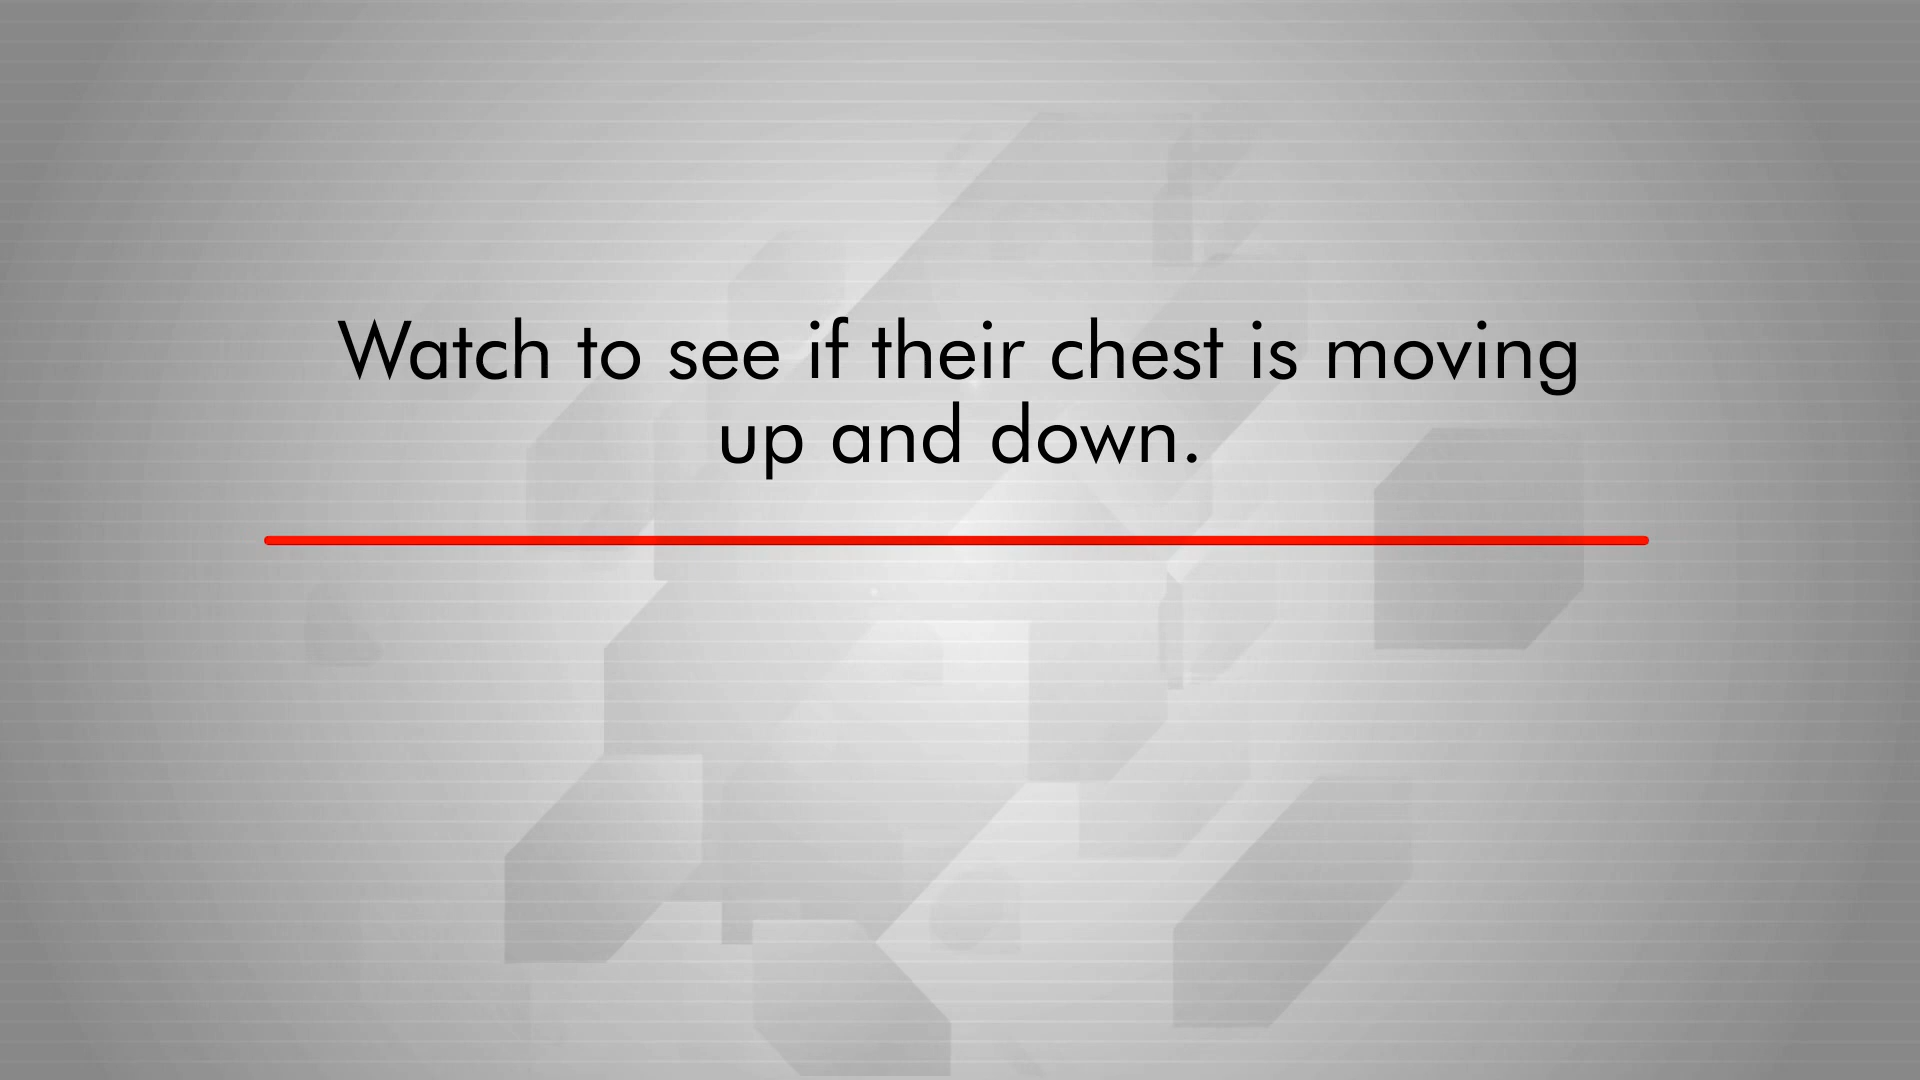 Watch to see if their chest is moving
up and down.